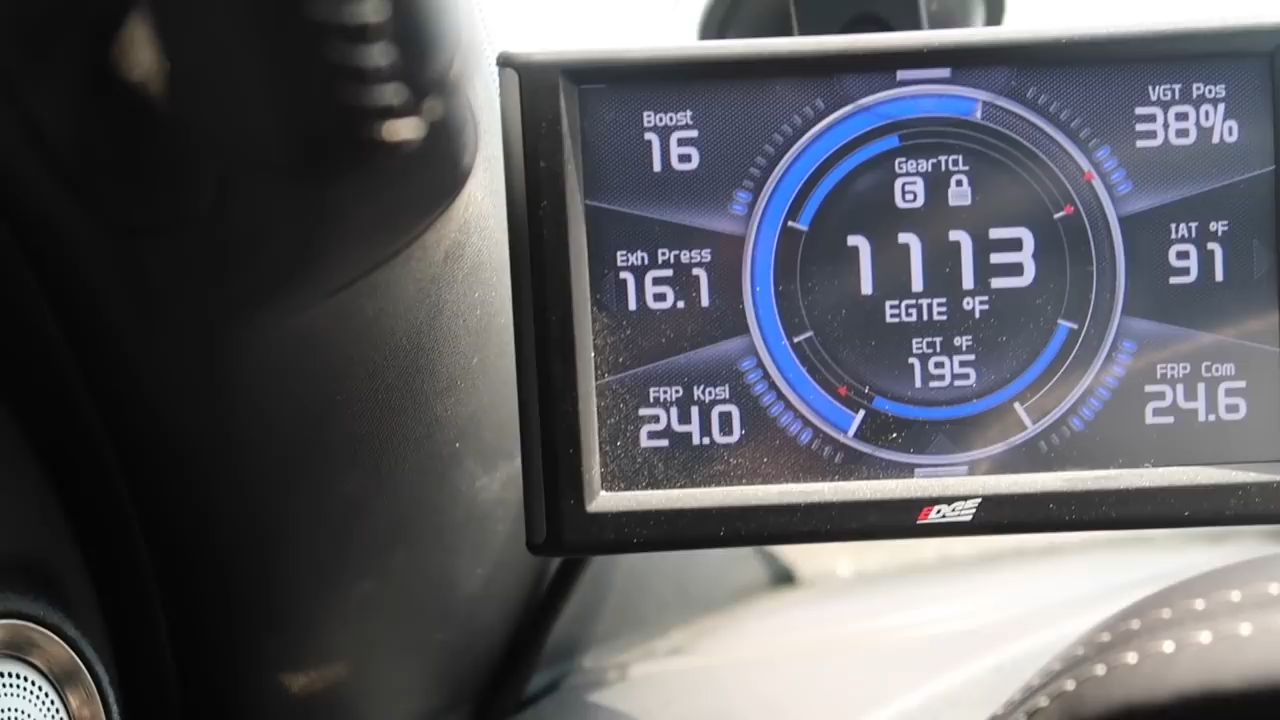 Boost
16
VGT Pos
38%
GearTCL
6
Exh Press
16.1
1113
EGTE °F
IAT °F
91
ECT °F
195
FRP Kpsi
24.0
FRP Com
24.6
EDGE